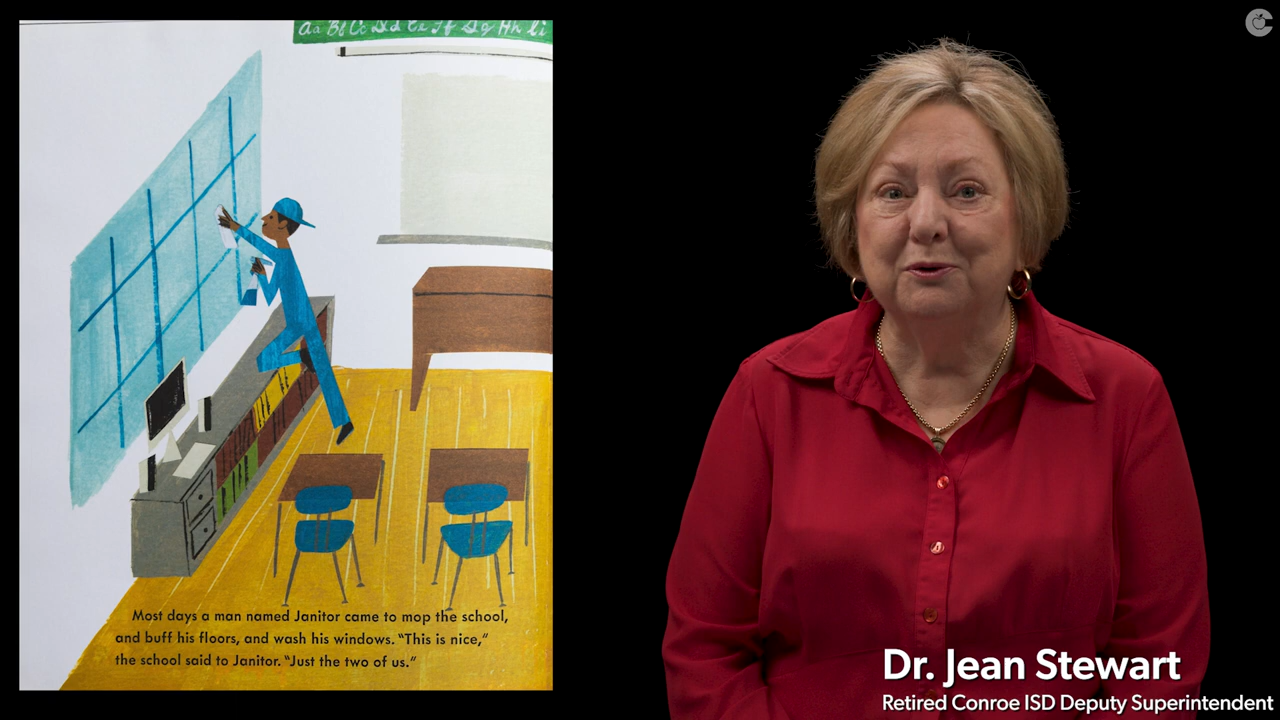 Aa Bb Cc Dd Ee Ff Gg Hh Ii
Most days a man named Janitor came to mop the school,
and buff his floors, and wash his windows. “This is nice,”
the school said to Janitor. “Just the two of us.”
Dr. Jean Stewart
Retired Conroe ISD Deputy Superintendent